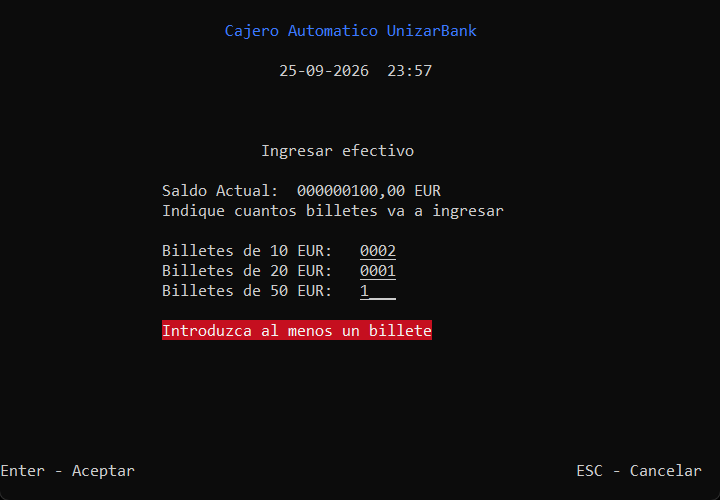 Cajero Automatico UnizarBank
25-09-2026  23:57
Ingresar efectivo
Saldo Actual:  000000100,00 EUR
Indique cuantos billetes va a ingresar
Billetes de 10 EUR:   0002
Billetes de 20 EUR:   0001
Billetes de 50 EUR:   1___
Introduzca al menos un billete
Enter - Aceptar ESC - Cancelar